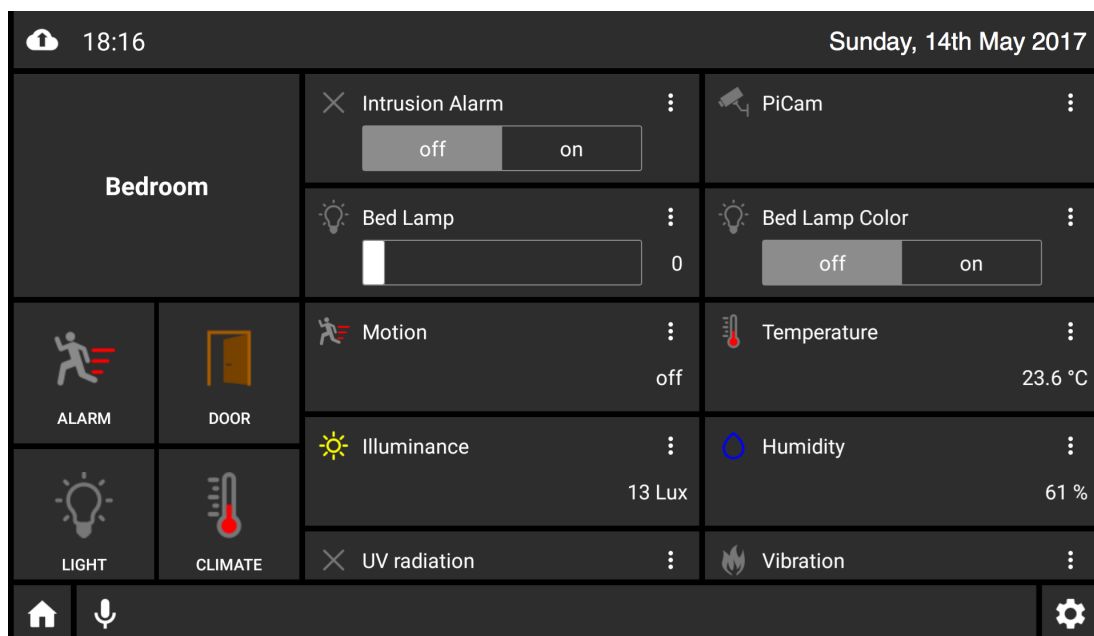 18:16
Sunday, 14th May 2017
Bedroom
Intrusion Alarm
off on
PiCam
Bed Lamp
0
Bed Lamp Color
off on
Motion
off
Temperature
23.6 °C
Illuminance
13 Lux
Humidity
61 %
UV radiation
Vibration
ALARM
DOOR
LIGHT
CLIMATE